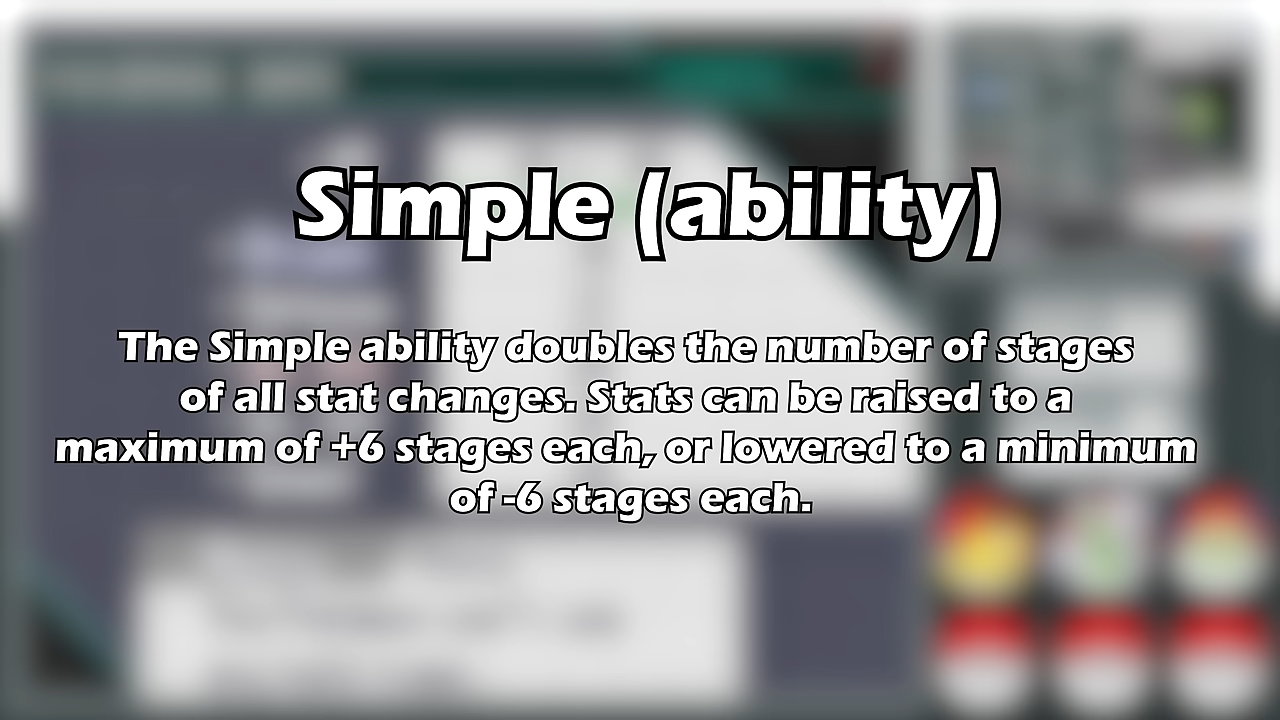 Simple (ability)
The Simple ability doubles the number of stages
of all stat changes. Stats can be raised to a
maximum of +6 stages each, or lowered to a minimum
of -6 stages each.